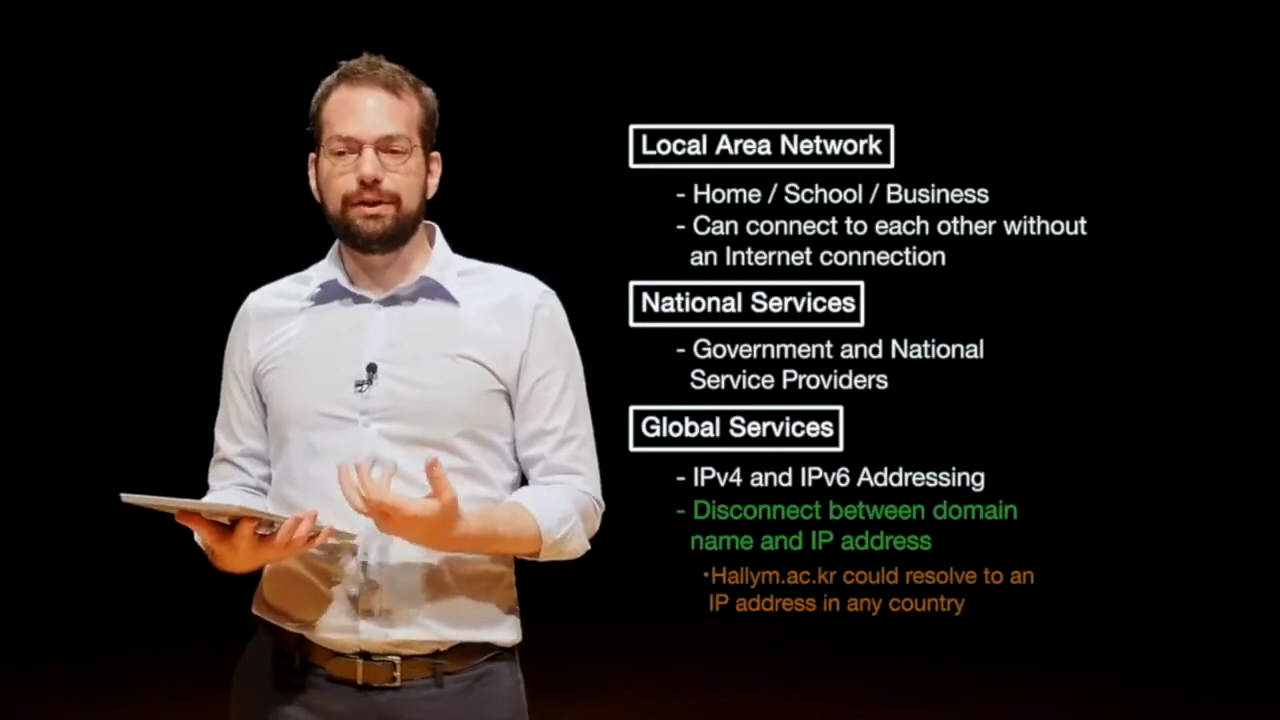 Local Area Network
- Home / School / Business
- Can connect to each other without
an Internet connection
National Services
- Government and National
Service Providers
Global Services
- IPv4 and IPv6 Addressing
- Disconnect between domain
name and IP address
·Hallym.ac.kr could resolve to an
IP address in any country